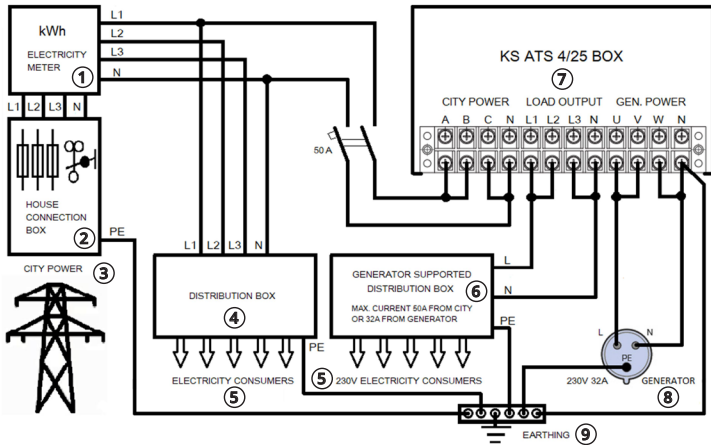 L1
L2
L3
N
kWh
ELECTRICITY
METER
1
L1 L2 L3 N
HOUSE
CONNECTION
BOX
2
PE
CITY POWER 3
50 A
KS ATS 4/25 BOX
7
CITY POWER LOAD OUTPUT GEN. POWER
A B C N L1 L2 L3 N U V W N
L1 L2 L3 N
DISTRIBUTION BOX
4
PE
ELECTRICITY CONSUMERS
5
GENERATOR SUPPORTED
DISTRIBUTION BOX
6
MAX. CURRENT 50A FROM CITY
OR 32A FROM GENERATOR
L
N
PE
5 230V ELECTRICITY CONSUMERS
L N
PE
230V 32A GENERATOR
8
EARTHING 9